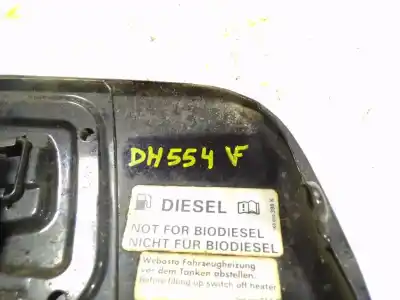 DH554 VF
DIESEL
NOT FOR BIODIESEL
NICHT FÜR BIODIESEL
Webasto Fahrzeugheizung
vor dem Tanken abstellen.
Before filling up switch off heater